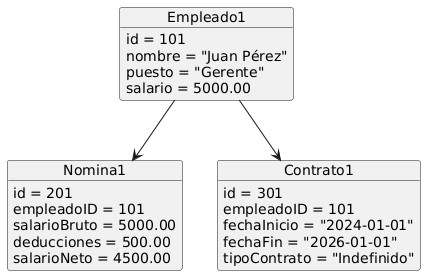 Empleado1
id = 101
nombre = "Juan Pérez"
puesto = "Gerente"
salario = 5000.00
Nomina1
id = 201
empleadoID = 101
salarioBruto = 5000.00
deducciones = 500.00
salarioNeto = 4500.00
Contrato1
id = 301
empleadoID = 101
fechaInicio = "2024-01-01"
fechaFin = "2026-01-01"
tipoContrato = "Indefinido"